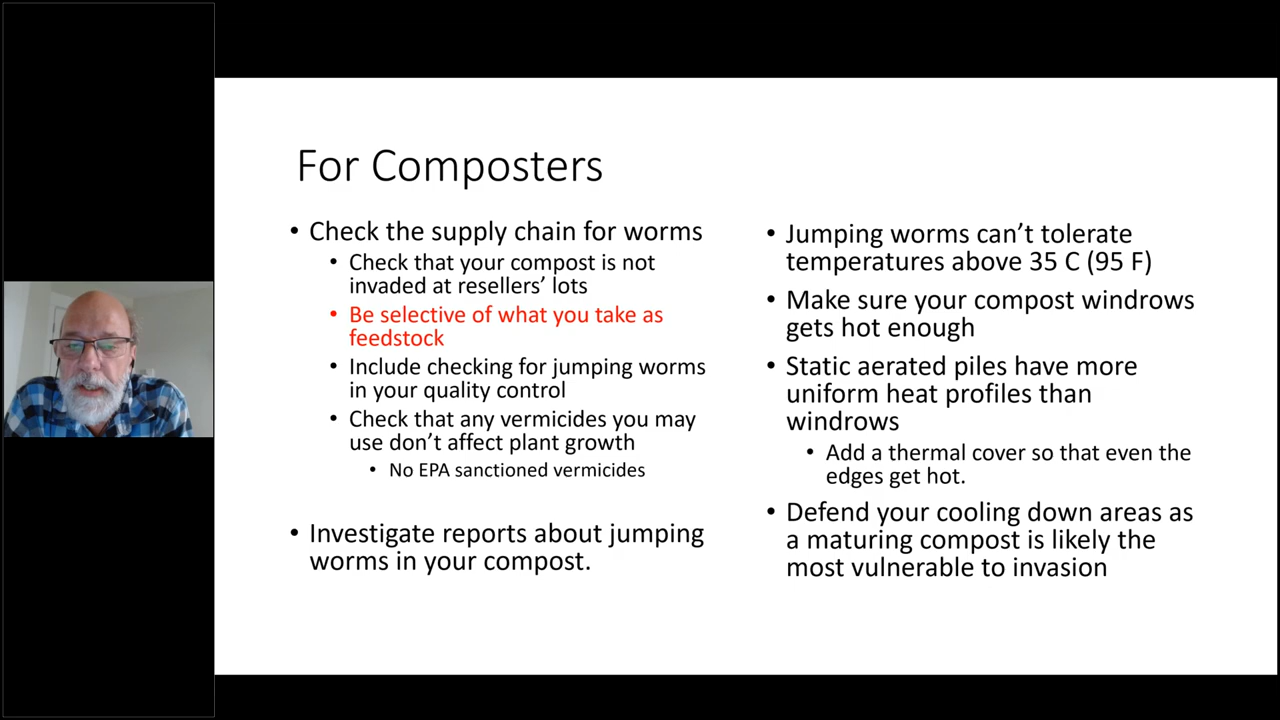 For Composters
• Check the supply chain for worms
• Check that your compost is not
invaded at resellers’ lots
• Be selective of what you take as
feedstock
• Include checking for jumping worms
in your quality control
• Check that any vermicides you may
use don’t affect plant growth
• No EPA sanctioned vermicides
• Investigate reports about jumping
worms in your compost.
• Jumping worms can’t tolerate
temperatures above 35 C (95 F)
• Make sure your compost windrows
gets hot enough
• Static aerated piles have more
uniform heat profiles than
windrows
• Add a thermal cover so that even the
edges get hot.
• Defend your cooling down areas as
a maturing compost is likely the
most vulnerable to invasion